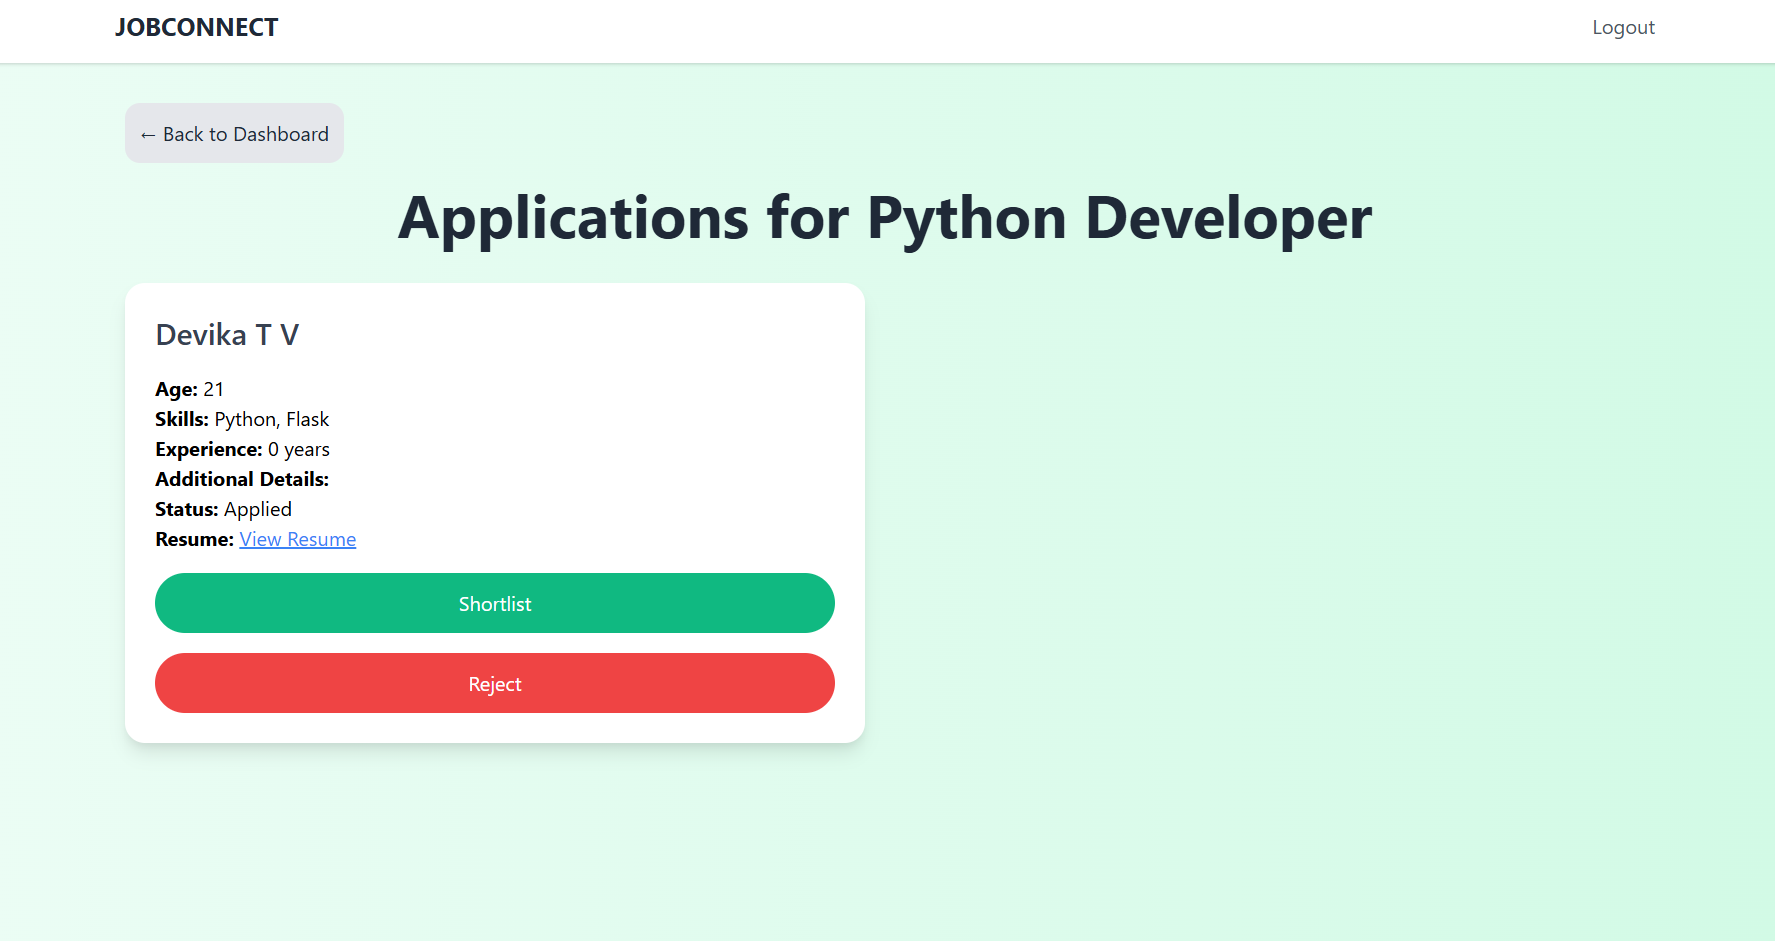 JOBCONNECT
Logout
← Back to Dashboard
Applications for Python Developer
Devika T V
Age: 21
Skills: Python, Flask
Experience: 0 years
Additional Details:
Status: Applied
Resume: View Resume
Shortlist
Reject